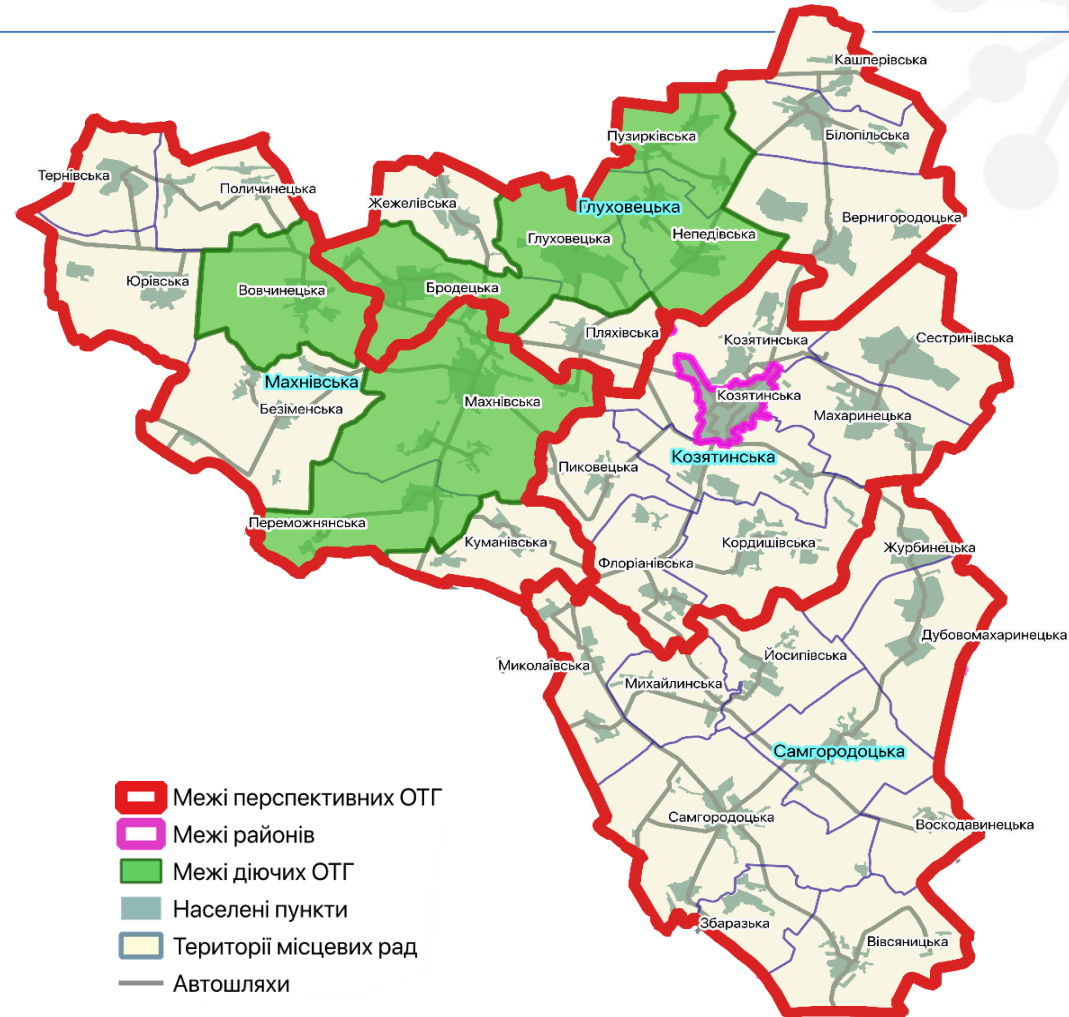 Кашперівська
Пузирківська
Білопільська
Тернівська
Поличинецька
Жежелівська
Глуховецька
Вернигородоцька
Глуховецька
Непедівська
Юрівська
Вовчинецька
Бродецька
Пляхівська
Козятинська
Сестринівська
Махнівська
Безіменська
Махнівська
Козятинська
Махаринецька
Козятинська
Пиковецька
Переможнянська
Куманівська
Кордишівська
Журбинецька
Флоріанівська
Дубовомахаринецька
Миколаївська
Йосипівська
Михайлинська
Самгородоцька
Самгородоцька
Воскодавинецька
Збаразька
Вівсяницька
Межі перспективних ОТГ
Межі районів
Межі діючих ОТГ
Населені пункти
Території місцевих рад
Автошляхи